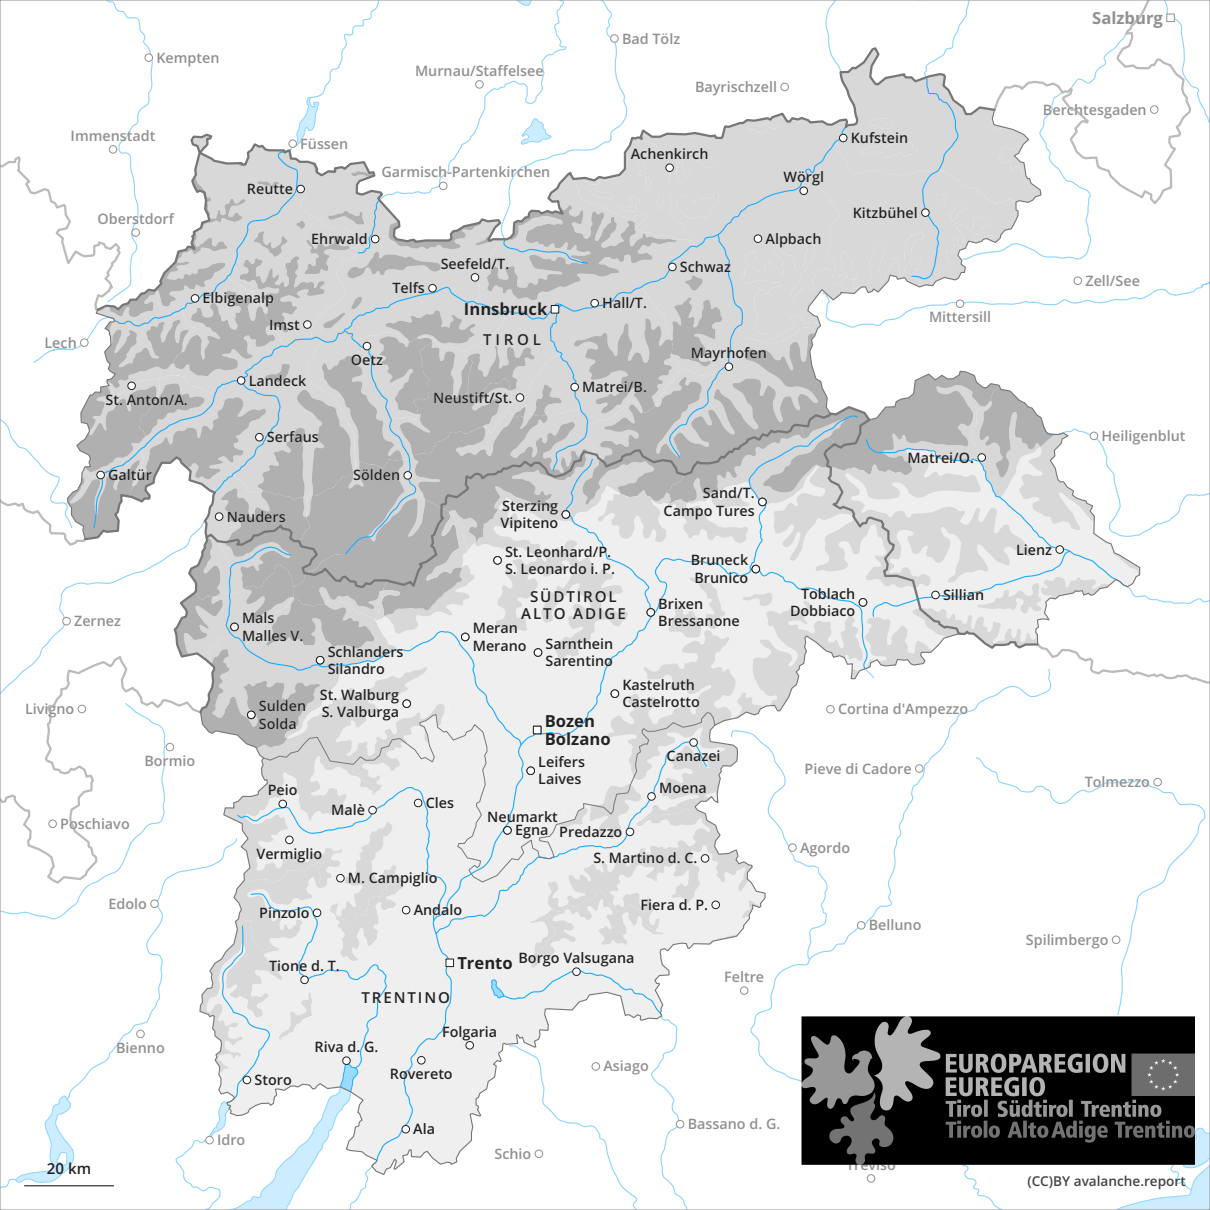 Salzburg
Bad Tölz
Kempten
Murnau/Staffelsee
Bayrischzell
Berchtesgaden
Immenstadt
Füssen
Kufstein
Achenkirch
Garmisch-Partenkirchen
Wörgl
Reutte
Oberstdorf
Kitzbühel
Ehrwald
Alpbach
Seefeld/T.
Schwaz
Zell/See
Telfs
Elbigenalp
Hall/T.
Innsbruck
Mittersill
Imst
TIROL
Lech
Mayrhofen
Oetz
Landeck
Matrei/B.
St. Anton/A.
Neustift/St.
Serfaus
Heiligenblut
Matrei/O.
Galtür
Sölden
Sand/T.
Campo Tures
Sterzing
Vipiteno
Nauders
Lienz
St. Leonhard/P.
S. Leonardo i. P.
Bruneck
Brunico
SÜDTIROL
ALTO ADIGE
Toblach
Dobbiaco
Sillian
Brixen
Bressanone
Zernez
Mals
Malles V.
Meran
Merano
Sarnthein
Sarentino
Schlanders
Silandro
Kastelruth
Castelrotto
St. Walburg
S. Valburga
Livigno
Sulden
Solda
Cortina d'Ampezzo
Bozen
Bolzano
Bormio
Canazei
Leifers
Laives
Pieve di Cadore
Tolmezzo
Peio
Moena
Malè
Cles
Neumarkt
Egna
Predazzo
Poschiavo
Vermiglio
Agordo
S. Martino d. C.
M. Campiglio
Edolo
Pinzolo
Andalo
Fiera d. P.
Belluno
Spilimbergo
Tione d. T.
Trento
Borgo Valsugana
Feltre
TRENTINO
Folgaria
Bienno
Riva d. G.
Asiago
Rovereto
Storo
EUROPAREGION
EUREGIO
Tirol Südtirol Trentino
Tirolo Alto Adige Trentino
Ala
Bassano d. G.
Idro
Schio
Treviso
20 km
(CC)BY avalanche.report